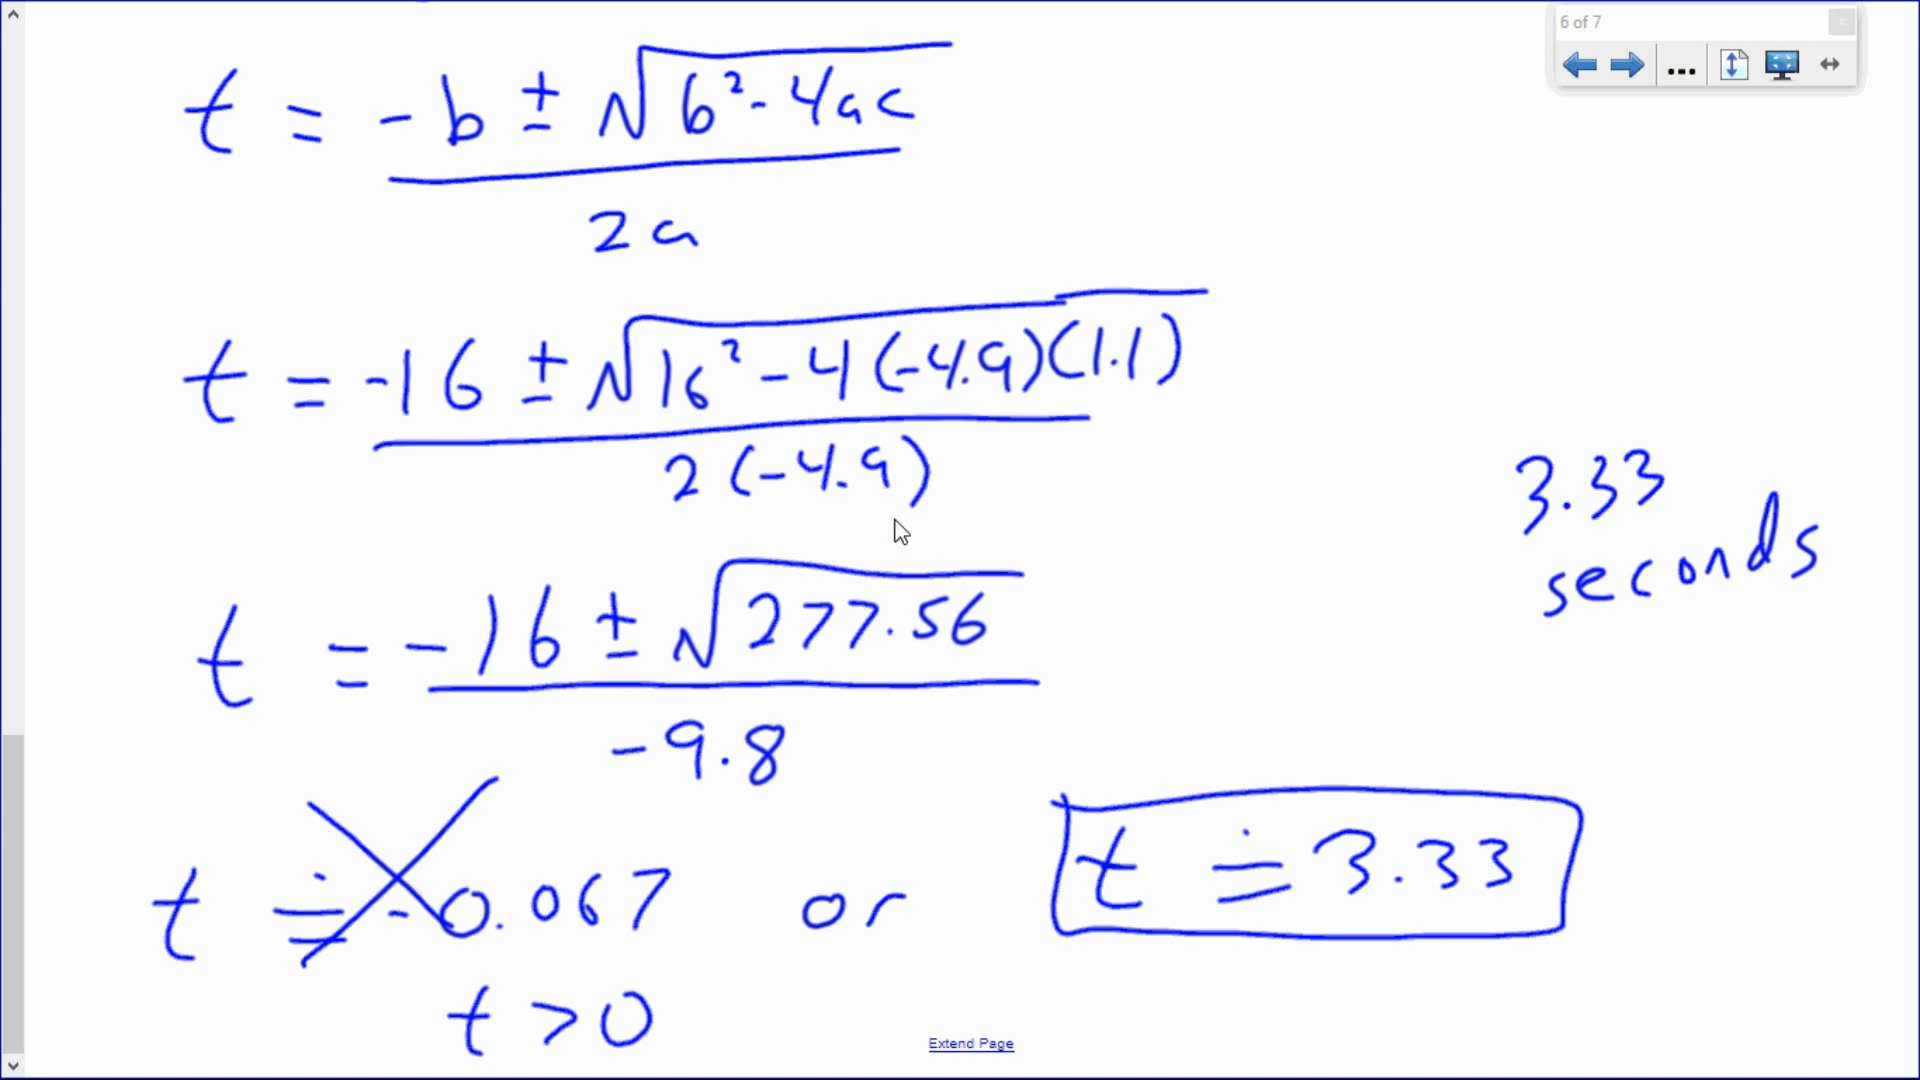 6 of 7
t = -b ± √b²-4ac
2a
t = -16 ± √16²-4(-4.9)(1.1)
2(-4.9)
3.33
seconds
t = -16 ± √277.56
-9.8
t ≐ -0.067 or t ≐ 3.33
t > 0
Extend Page